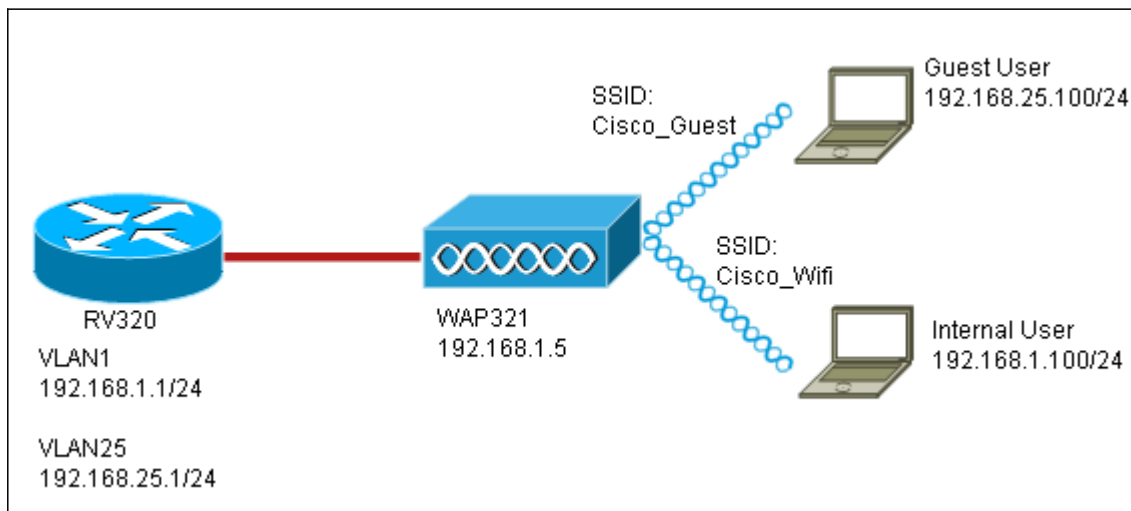 Guest User
192.168.25.100/24
SSID:
Cisco_Guest
SSID:
Cisco_Wifi
RV320
VLAN1
192.168.1.1/24
VLAN25
192.168.25.1/24
WAP321
192.168.1.5
Internal User
192.168.1.100/24